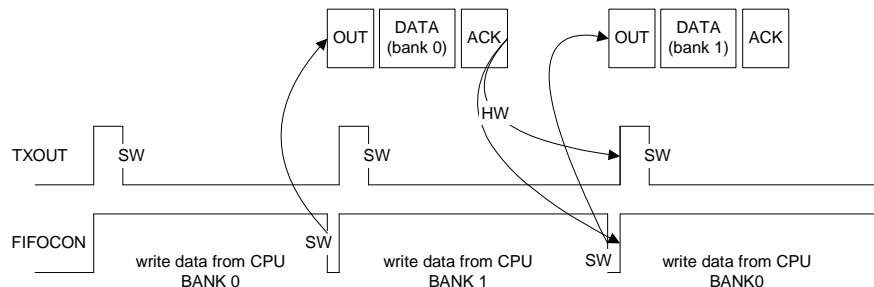 OUT DATA (bank 0) ACK OUT DATA (bank 1) ACK
HW
TXOUT SW SW SW
FIFOCON SW SW
write data from CPU BANK 0
write data from CPU BANK 1
write data from CPU BANK0